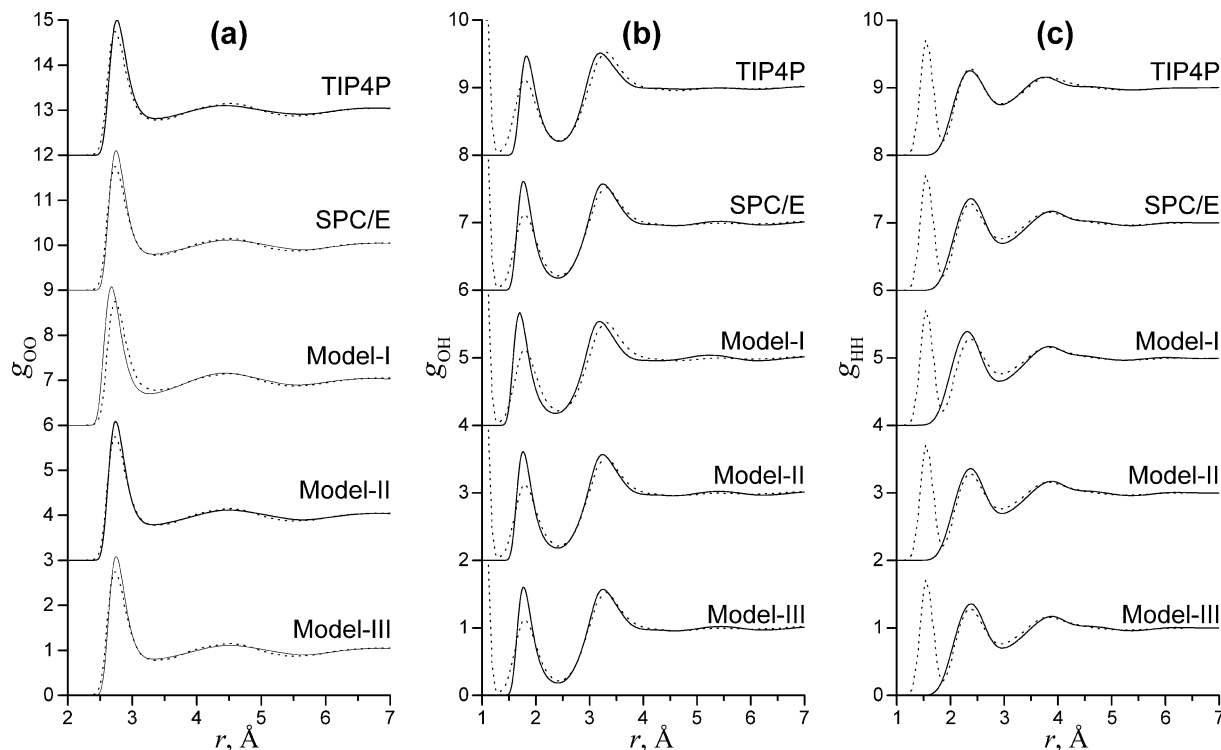 (a)
15
14
13
12
11
10
9
8
7
6
5
4
3
2
1
0
TIP4P
SPC/E
Model-I
Model-II
Model-III
gOO
2 3 4 5 6 7
r, Å
(b)
10
9
8
7
6
5
4
3
2
1
0
TIP4P
SPC/E
Model-I
Model-II
Model-III
gOH
1 2 3 4 5 6 7
r, Å
(c)
10
9
8
7
6
5
4
3
2
1
0
TIP4P
SPC/E
Model-I
Model-II
Model-III
gHH
1 2 3 4 5 6 7
r, Å